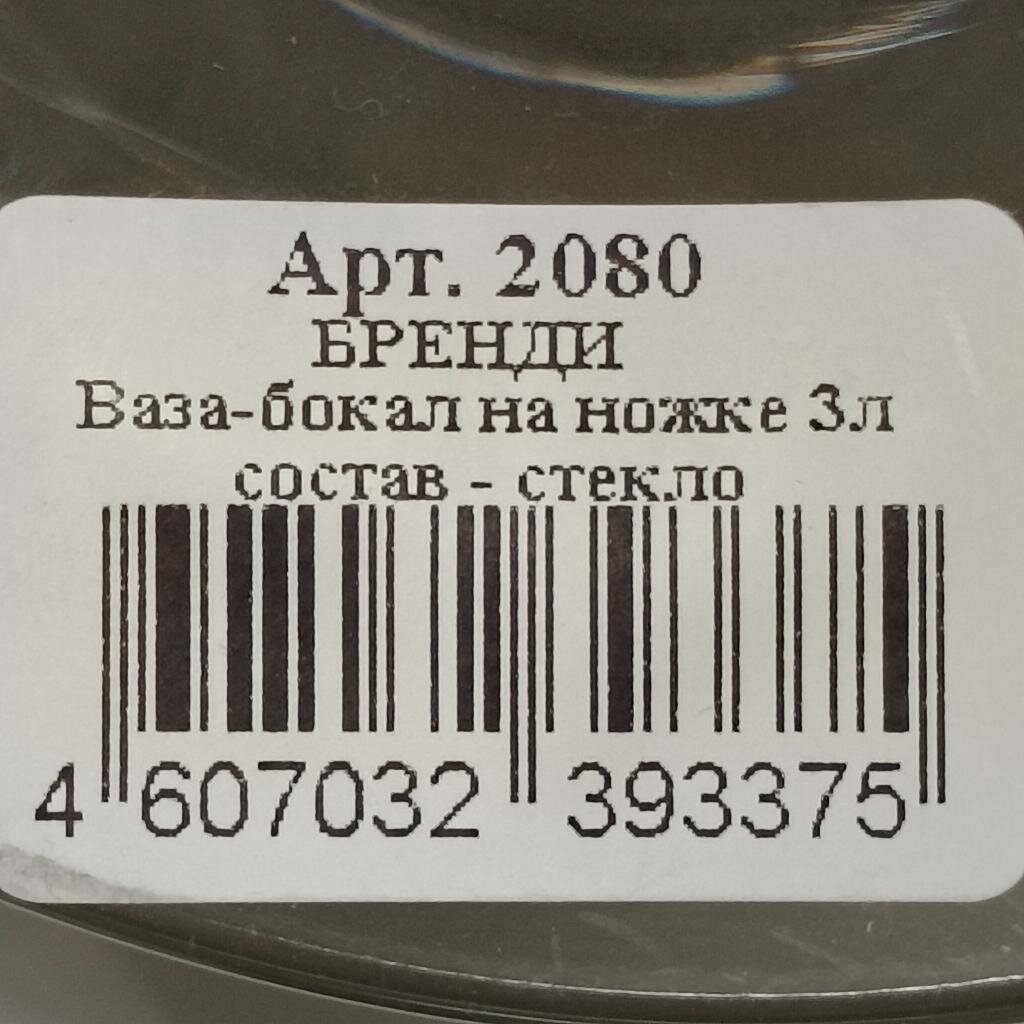 Арт. 2080
БРЕНДИ
Ваза-бокал на ножке 3л
состав - стекло
4 607032 393375